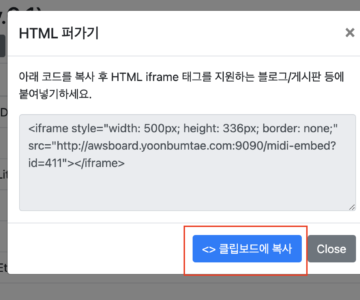 HTML 퍼가기
×
아래 코드를 복사 후 HTML iframe 태그를 지원하는 블로그/게시판 등에
붙여넣기하세요.
<iframe style="width: 500px; height: 336px; border: none;"
src="http://awsboard.yoonbumtae.com:9090/midi-embed?
id=411"></iframe>
<> 클립보드에 복사
Close